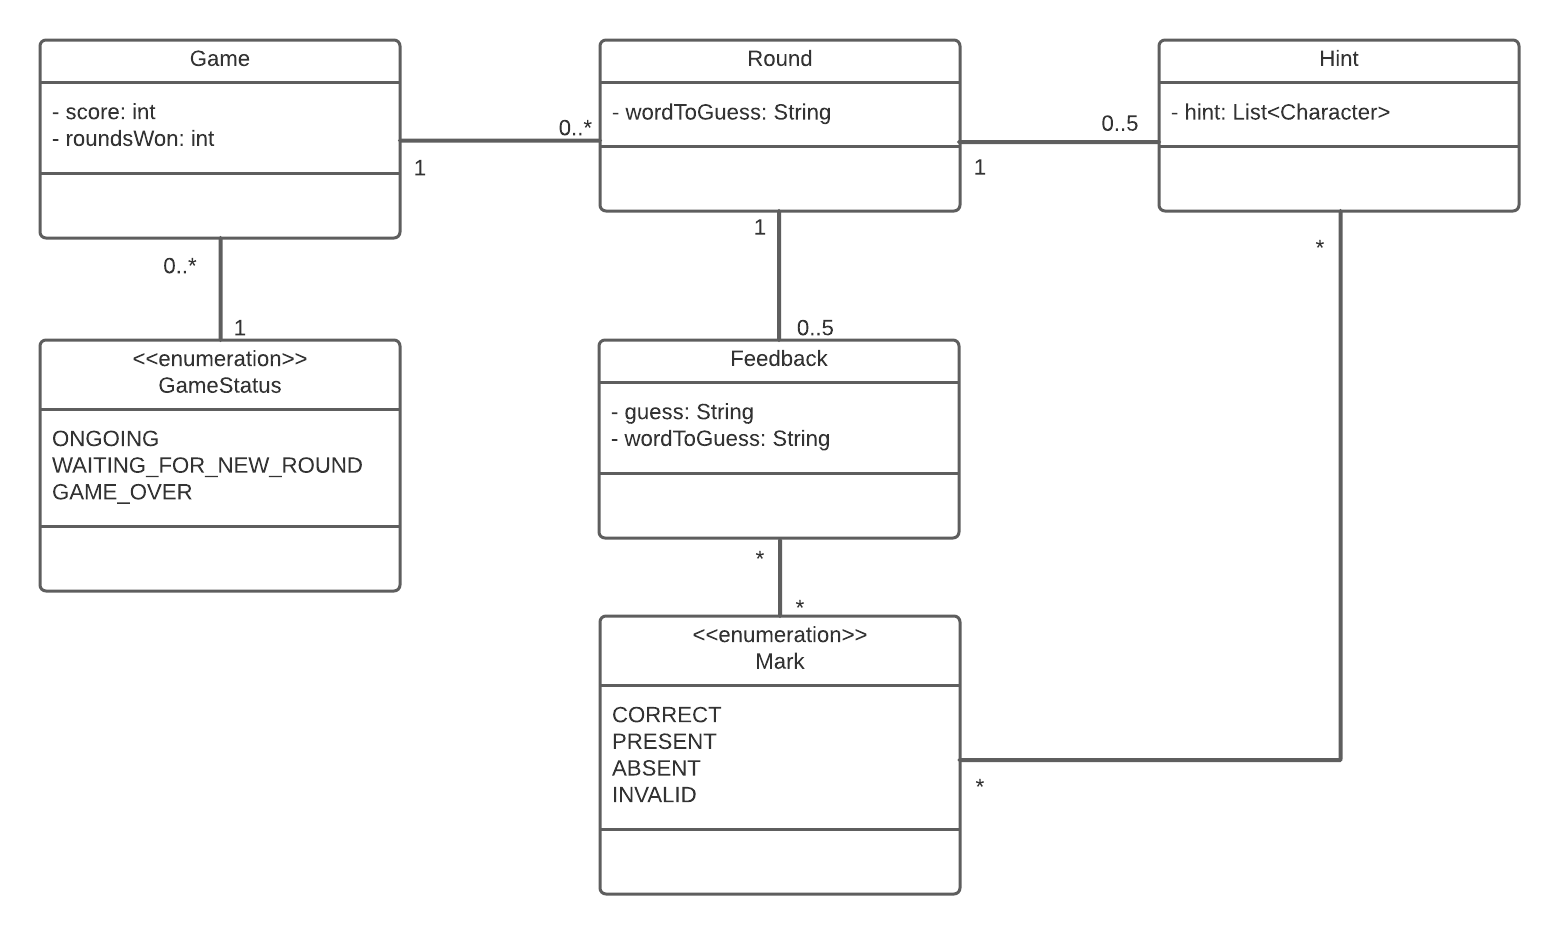 Game
- score: int
- roundsWon: int
1
0..*
Round
- wordToGuess: String
1
0..5
Hint
- hint: List<Character>
0..*
1
<<enumeration>>
GameStatus
ONGOING
WAITING_FOR_NEW_ROUND
GAME_OVER
1
0..5
Feedback
- guess: String
- wordToGuess: String
*
*
<<enumeration>>
Mark
CORRECT
PRESENT
ABSENT
INVALID
*
*